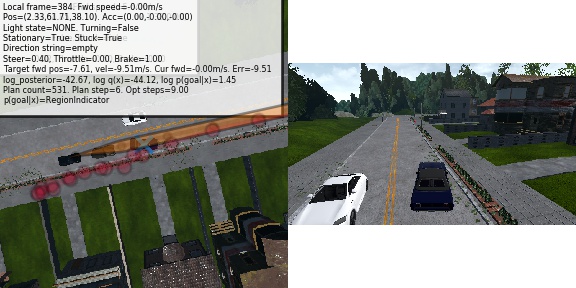 Local frame=384. Fwd speed=-0.00m/s
Pos=(2.33,61.71,38.10). Acc=(0.00,-0.00,-0.00)
Light state=NONE. Turning=False
Stationary=True. Stuck=True
Direction string=empty
Steer=0.40, Throttle=0.00, Brake=1.00
Target fwd pos=-7.61, vel=-9.51m/s. Cur fwd=-0.00m/s. Err=-9.51
log_posterior=-42.67, log q(x)=-44.12, log p(goal|x)=1.45
Plan count=531. Plan step=6. Opt steps=9.00
p(goal|x)=RegionIndicator